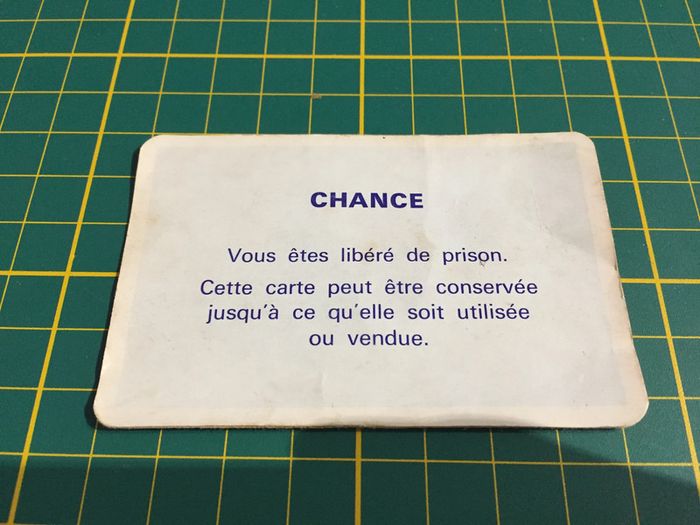 CHANCE
Vous êtes libéré de prison.
Cette carte peut être conservée
jusqu'à ce qu'elle soit utilisée
ou vendue.